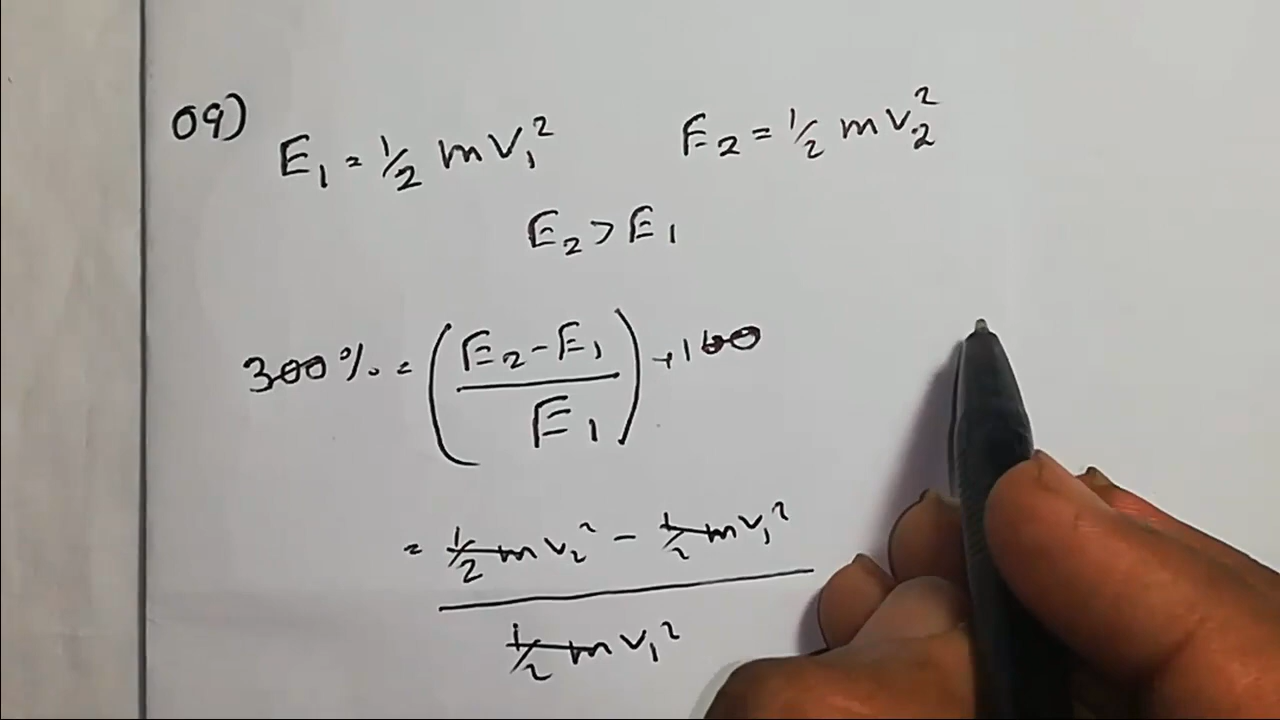 09)
E₁ = ½ mv₁² E₂ = ½ mv₂²
E₂ > E₁
300% = (E₂ - E₁ / E₁) × 100
= ½ mv₂² - ½ mv₁²
½ mv₁²